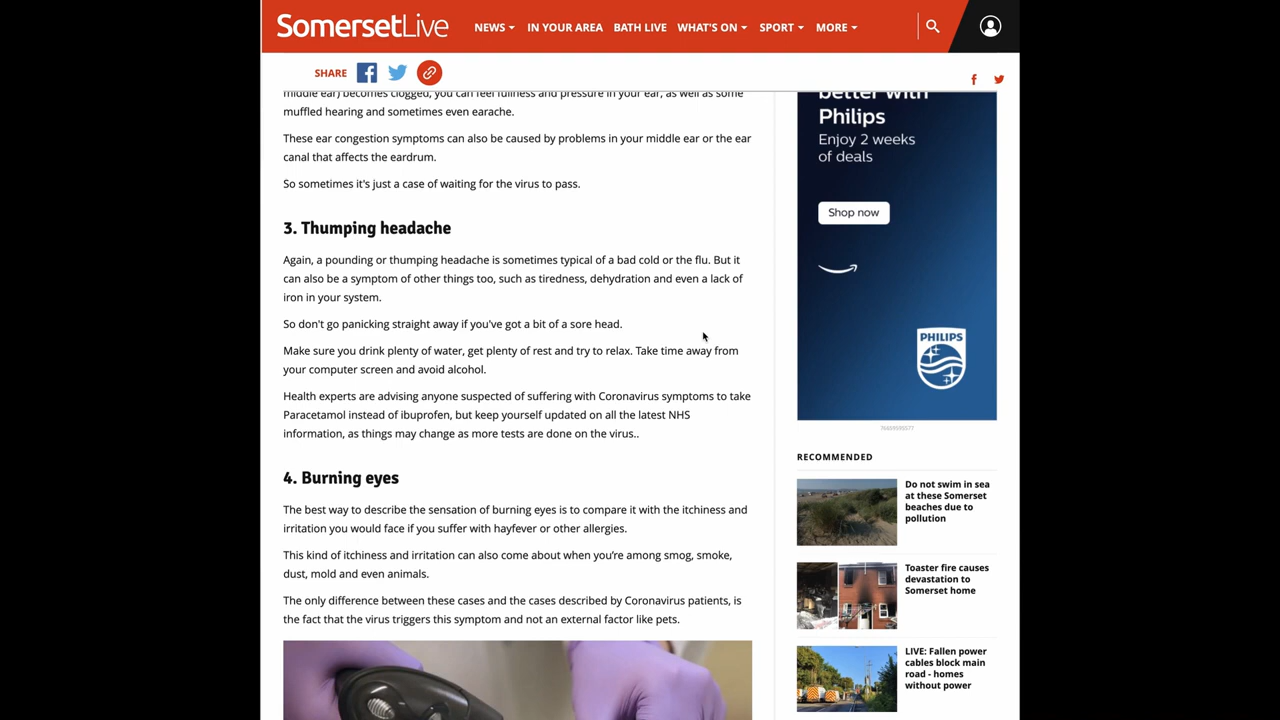 SomersetLive
NEWS IN YOUR AREA BATH LIVE WHAT'S ON SPORT MORE
SHARE
middle ear) becomes clogged, you can feel fullness and pressure in your ear, as well as some
muffled hearing and sometimes even earache.
These ear congestion symptoms can also be caused by problems in your middle ear or the ear
canal that affects the eardrum.
So sometimes it's just a case of waiting for the virus to pass.
3. Thumping headache
Again, a pounding or thumping headache is sometimes typical of a bad cold or the flu. But it
can also be a symptom of other things too, such as tiredness, dehydration and even a lack of
iron in your system.
So don't go panicking straight away if you've got a bit of a sore head.
Make sure you drink plenty of water, get plenty of rest and try to relax. Take time away from
your computer screen and avoid alcohol.
Health experts are advising anyone suspected of suffering with Coronavirus symptoms to take
Paracetamol instead of ibuprofen, but keep yourself updated on all the latest NHS
information, as things may change as more tests are done on the virus..
4. Burning eyes
The best way to describe the sensation of burning eyes is to compare it with the itchiness and
irritation you would face if you suffer with hayfever or other allergies.
This kind of itchiness and irritation can also come about when you're among smog, smoke,
dust, mold and even animals.
The only difference between these cases and the cases described by Coronavirus patients, is
the fact that the virus triggers this symptom and not an external factor like pets.
better with
Philips
Enjoy 2 weeks
of deals
Shop now
PHILIPS
RECOMMENDED
Do not swim in sea
at these Somerset
beaches due to
pollution
Toaster fire causes
devastation to
Somerset home
LIVE: Fallen power
cables block main
road - homes
without power